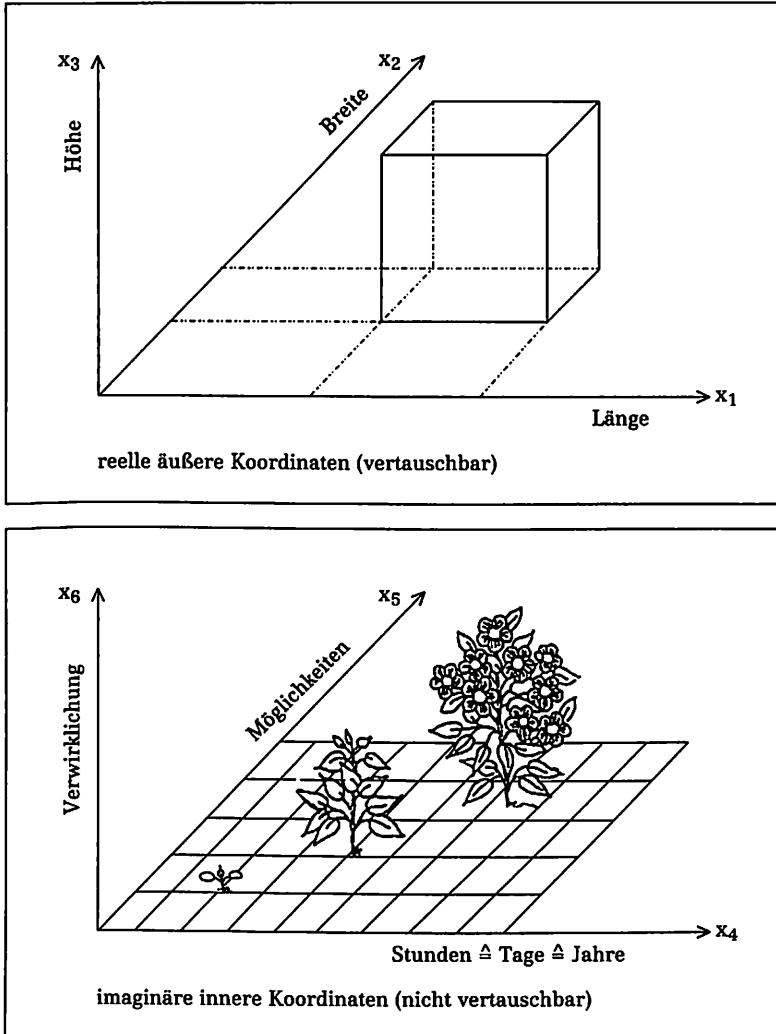 x₃
x₂
Höhe
Breite
x₁
Länge
reelle äußere Koordinaten (vertauschbar)
x₆
x₅
Verwirklichung
Möglichkeiten
x₄
Stunden ≙ Tage ≙ Jahre
imaginäre innere Koordinaten (nicht vertauschbar)